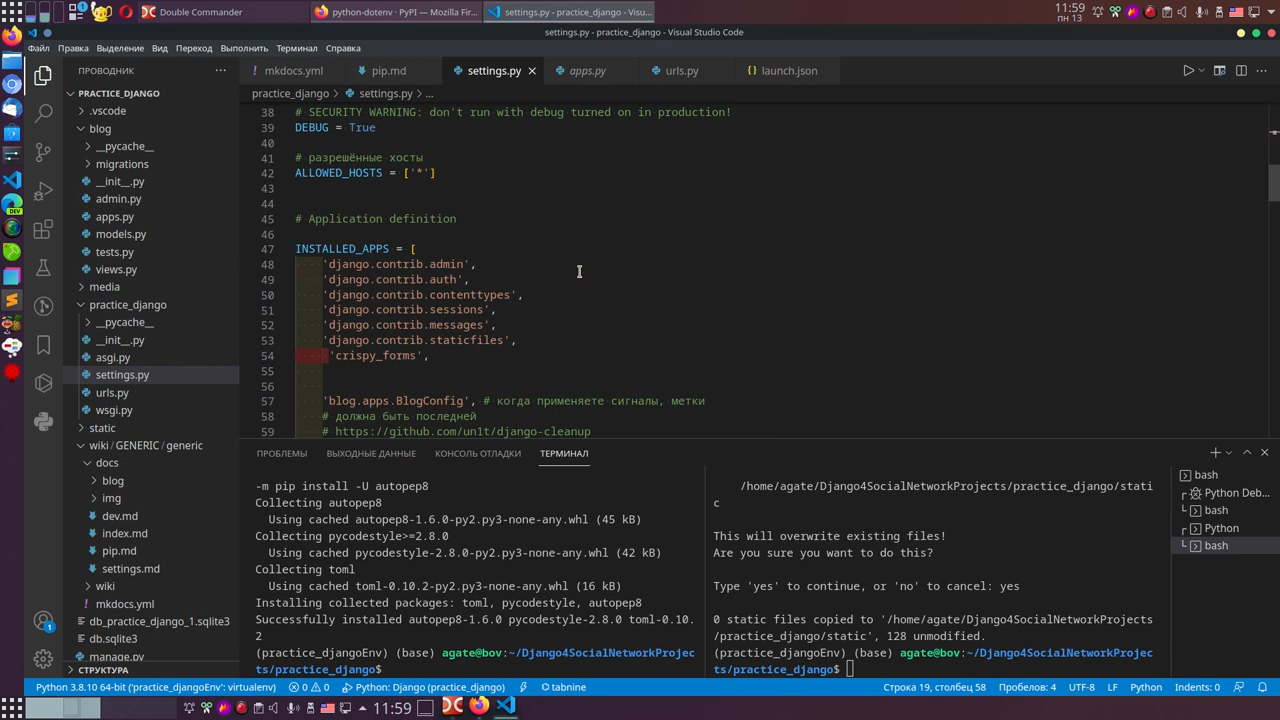 Double Command
python-dotenv — PyPI — Mozilla Fir...
settings.py - practice_django - Visu...
11:59
пн 13
settings.py - practice_django - Visual Studio Code
Файл Правка Выделение Вид Переход Выполнить Терминал Справка
ПРОВОДНИК ···
PRACTICE_DJANGO
.vscode
blog
__pycache__
migrations
__init__.py
admin.py
apps.py
models.py
tests.py
views.py
media
practice_django
__pycache__
__init__.py
asgi.py
settings.py
urls.py
wsgi.py
static
wiki / GENERIC / generic
docs
blog
img
dev.md
index.md
pip.md
settings.md
wiki
mkdocs.yml
db_practice_django_1.sqlite3
db.sqlite3
manage.py
СТРУКТУРА
DEV
1
mkdocs.yml pip.md settings.py apps.py urls.py launch.json
practice_django > settings.py > ...
38 # SECURITY WARNING: don't run with debug turned on in production!
39 DEBUG = True
40
41 # разрешённые хосты
42 ALLOWED_HOSTS = ['*']
43
44
45 # Application definition
46
47 INSTALLED_APPS = [
48 'django.contrib.admin',
49 'django.contrib.auth',
50 'django.contrib.contenttypes',
51 'django.contrib.sessions',
52 'django.contrib.messages',
53 'django.contrib.staticfiles',
54 'crispy_forms',
55
56
57 'blog.apps.BlogConfig', # когда применяете сигналы, метки
58 # должна быть последней
59 # https://github.com/un1t/django-cleanup
ПРОБЛЕМЫ ВЫХОДНЫЕ ДАННЫЕ КОНСОЛЬ ОТЛАДКИ ТЕРМИНАЛ
-m pip install -U autopep8
Collecting autopep8
Using cached autopep8-1.6.0-py2.py3-none-any.whl (45 kB)
Collecting pycodestyle>=2.8.0
Using cached pycodestyle-2.8.0-py2.py3-none-any.whl (42 kB)
Collecting toml
Using cached toml-0.10.2-py2.py3-none-any.whl (16 kB)
Installing collected packages: toml, pycodestyle, autopep8
Successfully installed autopep8-1.6.0 pycodestyle-2.8.0 toml-0.10.
2
(practice_djangoEnv) (base) agate@bov:~/Django4SocialNetworkProjec
ts/practice_django$
/home/agate/Django4SocialNetworkProjects/practice_django/stati
c
This will overwrite existing files!
Are you sure you want to do this?
Type 'yes' to continue, or 'no' to cancel: yes
0 static files copied to '/home/agate/Django4SocialNetworkProjects
/practice_django/static', 128 unmodified.
(practice_djangoEnv) (base) agate@bov:~/Django4SocialNetworkProjec
ts/practice_django$
bash
Python Deb...
bash
Python
bash
Python 3.8.10 64-bit ('practice_djangoEnv': virtualenv) 0 0 Python: Django (practice_django) tabnine Строка 19, столбец 58 Пробелов: 4 UTF-8 LF Python Indents: 0
11:59